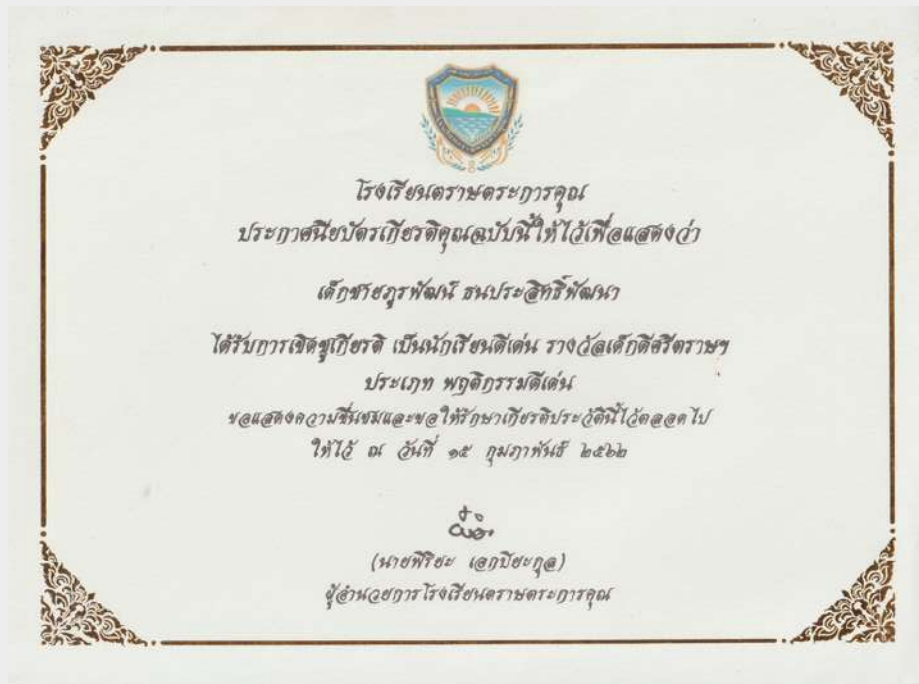 โรงเรียนตราษตระการคุณ
ประกาศนียบัตรเกียรติคุณฉบับนี้ให้ไว้เพื่อแสดงว่า
เด็กชายภูรพัฒน์ ธนประสิทธิ์พัฒนา
ได้รับการเชิดชูเกียรติ เป็นนักเรียนดีเด่น รางวัลเด็กดีศรีตราษฯ
ประเภท พฤติกรรมดีเด่น
ขอแสดงความชื่นชมและขอให้รักษาเกียรติประวัตินี้ไว้ตลอดไป
ให้ไว้ ณ วันที่ ๑๕ กุมภาพันธ์ ๒๕๖๒
(นายพิริยะ เอกปิยะกุล)
ผู้อำนวยการโรงเรียนตราษตระการคุณ